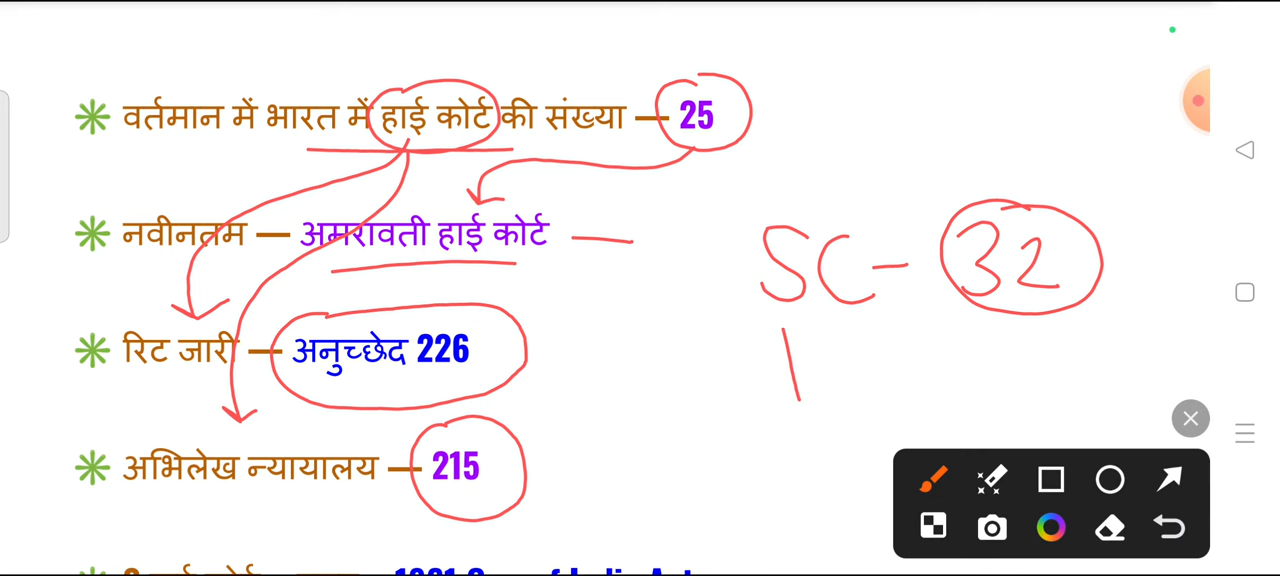 वर्तमान में भारत में हाई कोर्ट की संख्या — 25
नवीनतम — अमरावती हाई कोर्ट
SC - 32
रिट जारी — अनुच्छेद 226
अभिलेख न्यायालय — 215